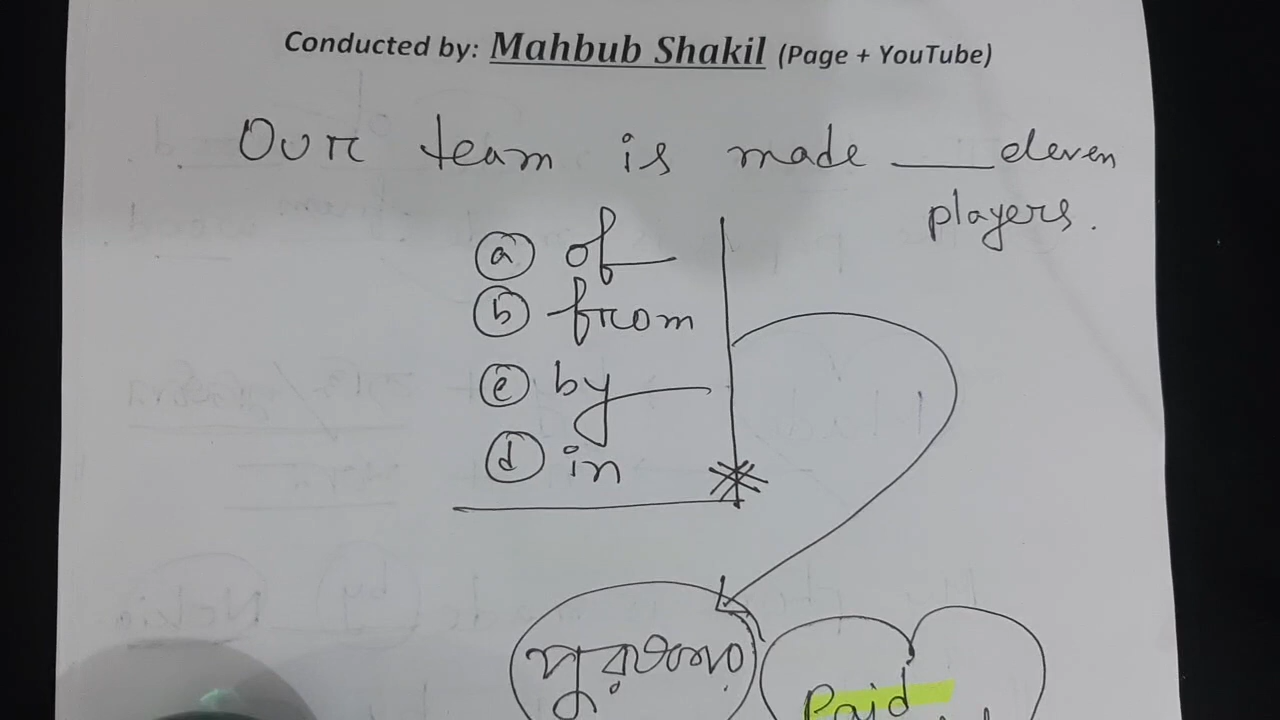 Conducted by: Mahbub Shakil (Page + YouTube)
Our team is made ___ eleven
players.
a of
b from
c by
d in
Paid